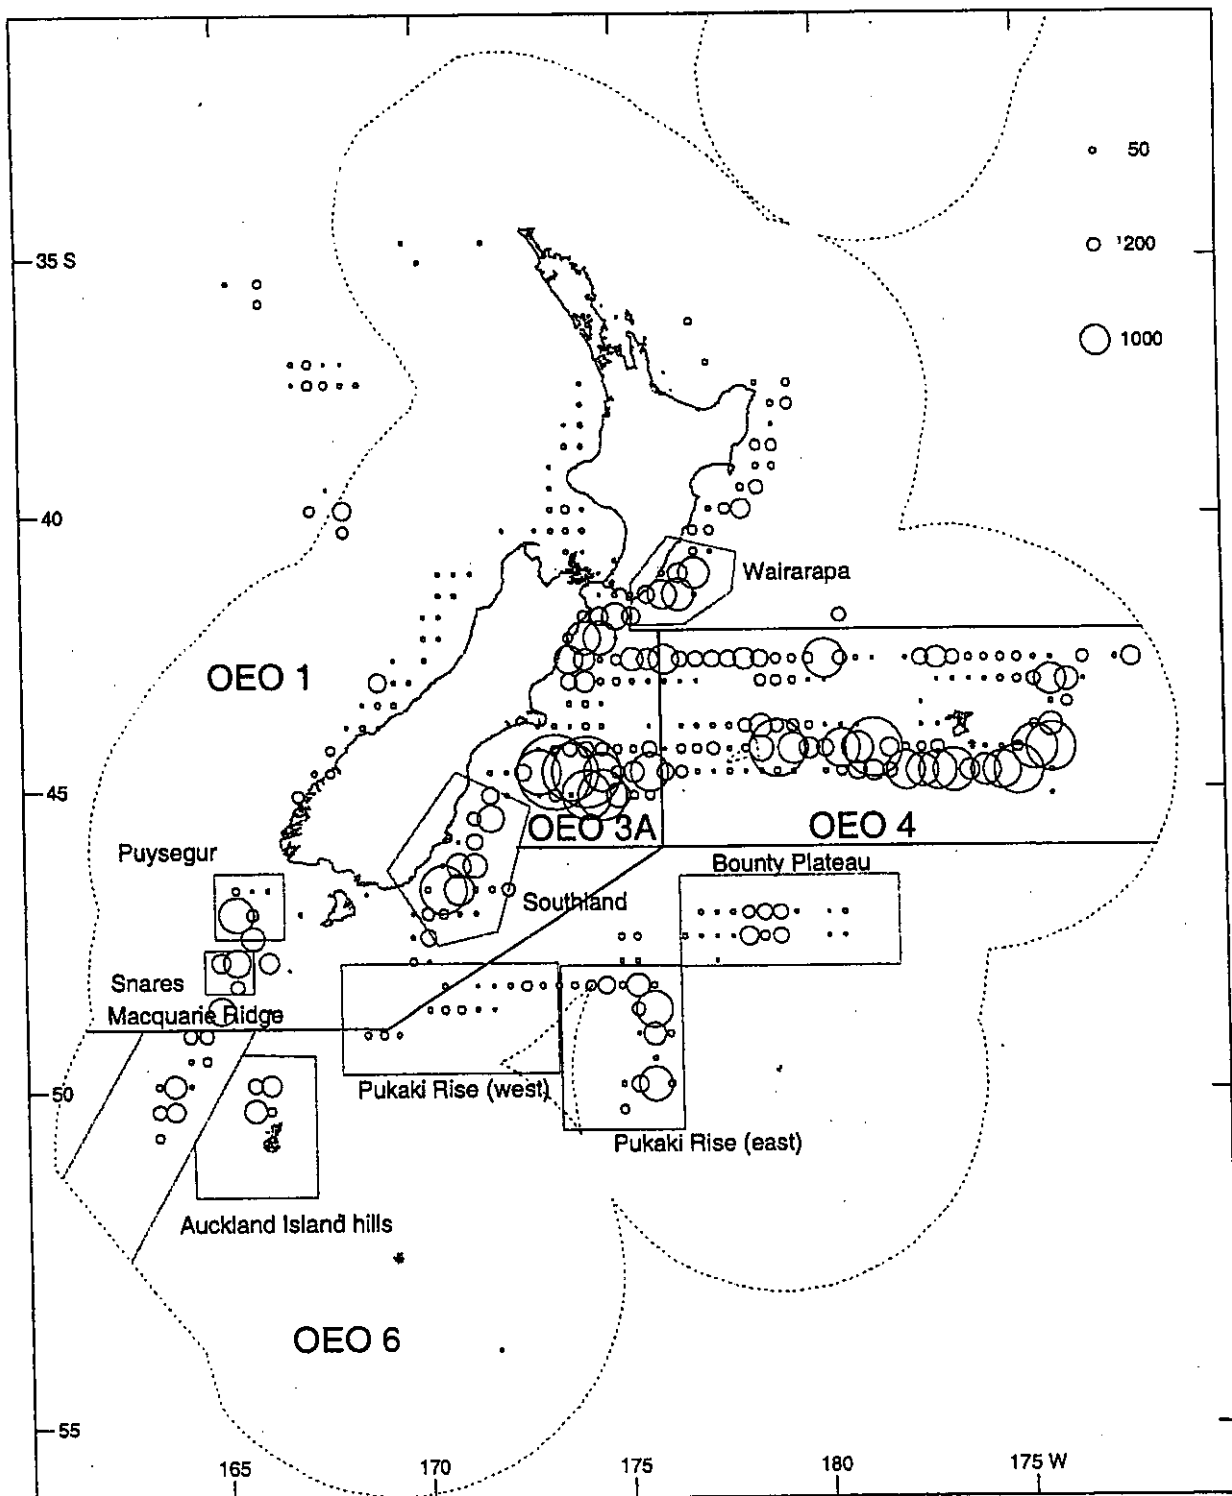 50
'200
1000
35 S
40
Wairarapa
OEO 1
45
OEO 3A
OEO 4
Puysegur
Bounty Plateau
Southland
Snares
Macquarie Ridge
50
Pukaki Rise (west)
Pukaki Rise (east)
Auckland Island hills
OEO 6
55
165
170
175
180
175 W